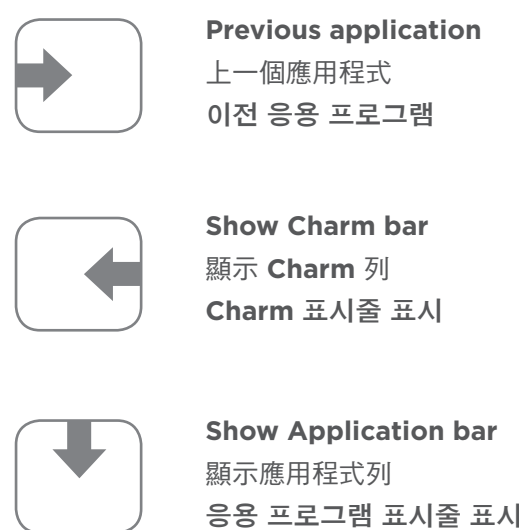 Previous application
上一個應用程式
이전 응용 프로그램
Show Charm bar
顯示 Charm 列
Charm 표시줄 표시
Show Application bar
顯示應用程式列
응용 프로그램 표시줄 표시